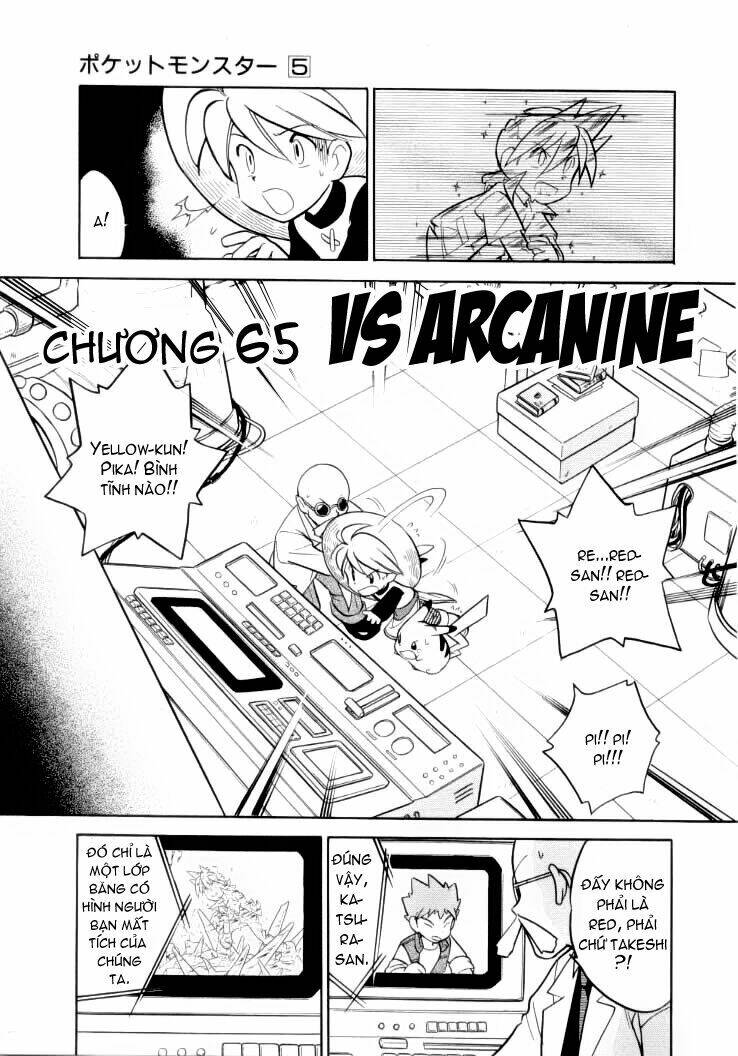 ポケットモンスター 5
A!
CHƯƠNG 65 VS ARCANINE
YELLOW-KUN!
PIKA! BÌNH
TĨNH NÀO!!
RE...RED-
SAN!! RED-
SAN!!
PI!! PI!
PI!!!
ĐẤY KHÔNG
PHẢI LÀ
RED, PHẢI
CHỨ TAKESHI
?!
ĐÚNG
VẬY,
KA-
TSU-
RA-
SAN.
ĐÓ CHỈ LÀ
MỘT LỚP
BĂNG CÓ
HÌNH NGƯỜI
BẠN MẤT
TÍCH CỦA
CHÚNG
TA.